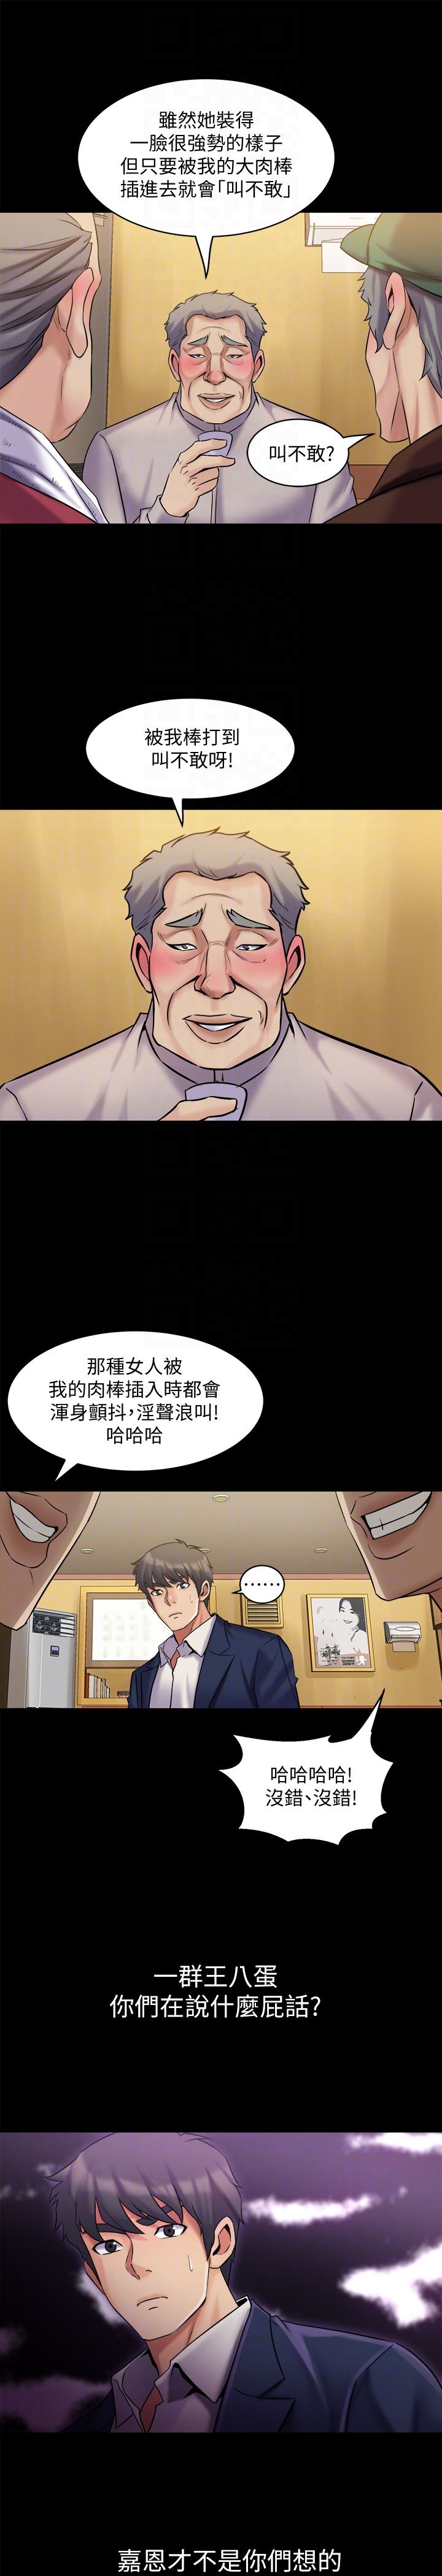 雖然她裝得
一臉很強勢的樣子
但只要被我的大肉棒
插進去就會「叫不敢」
叫不敢?
被我棒打到
叫不敢呀!
那種女人被
我的肉棒插入時都會
渾身顫抖,淫聲浪叫!
哈哈哈
······
哈哈哈哈!
沒錯、沒錯!
一群王八蛋
你們在說什麼屁話?
嘉恩才不是你們想的